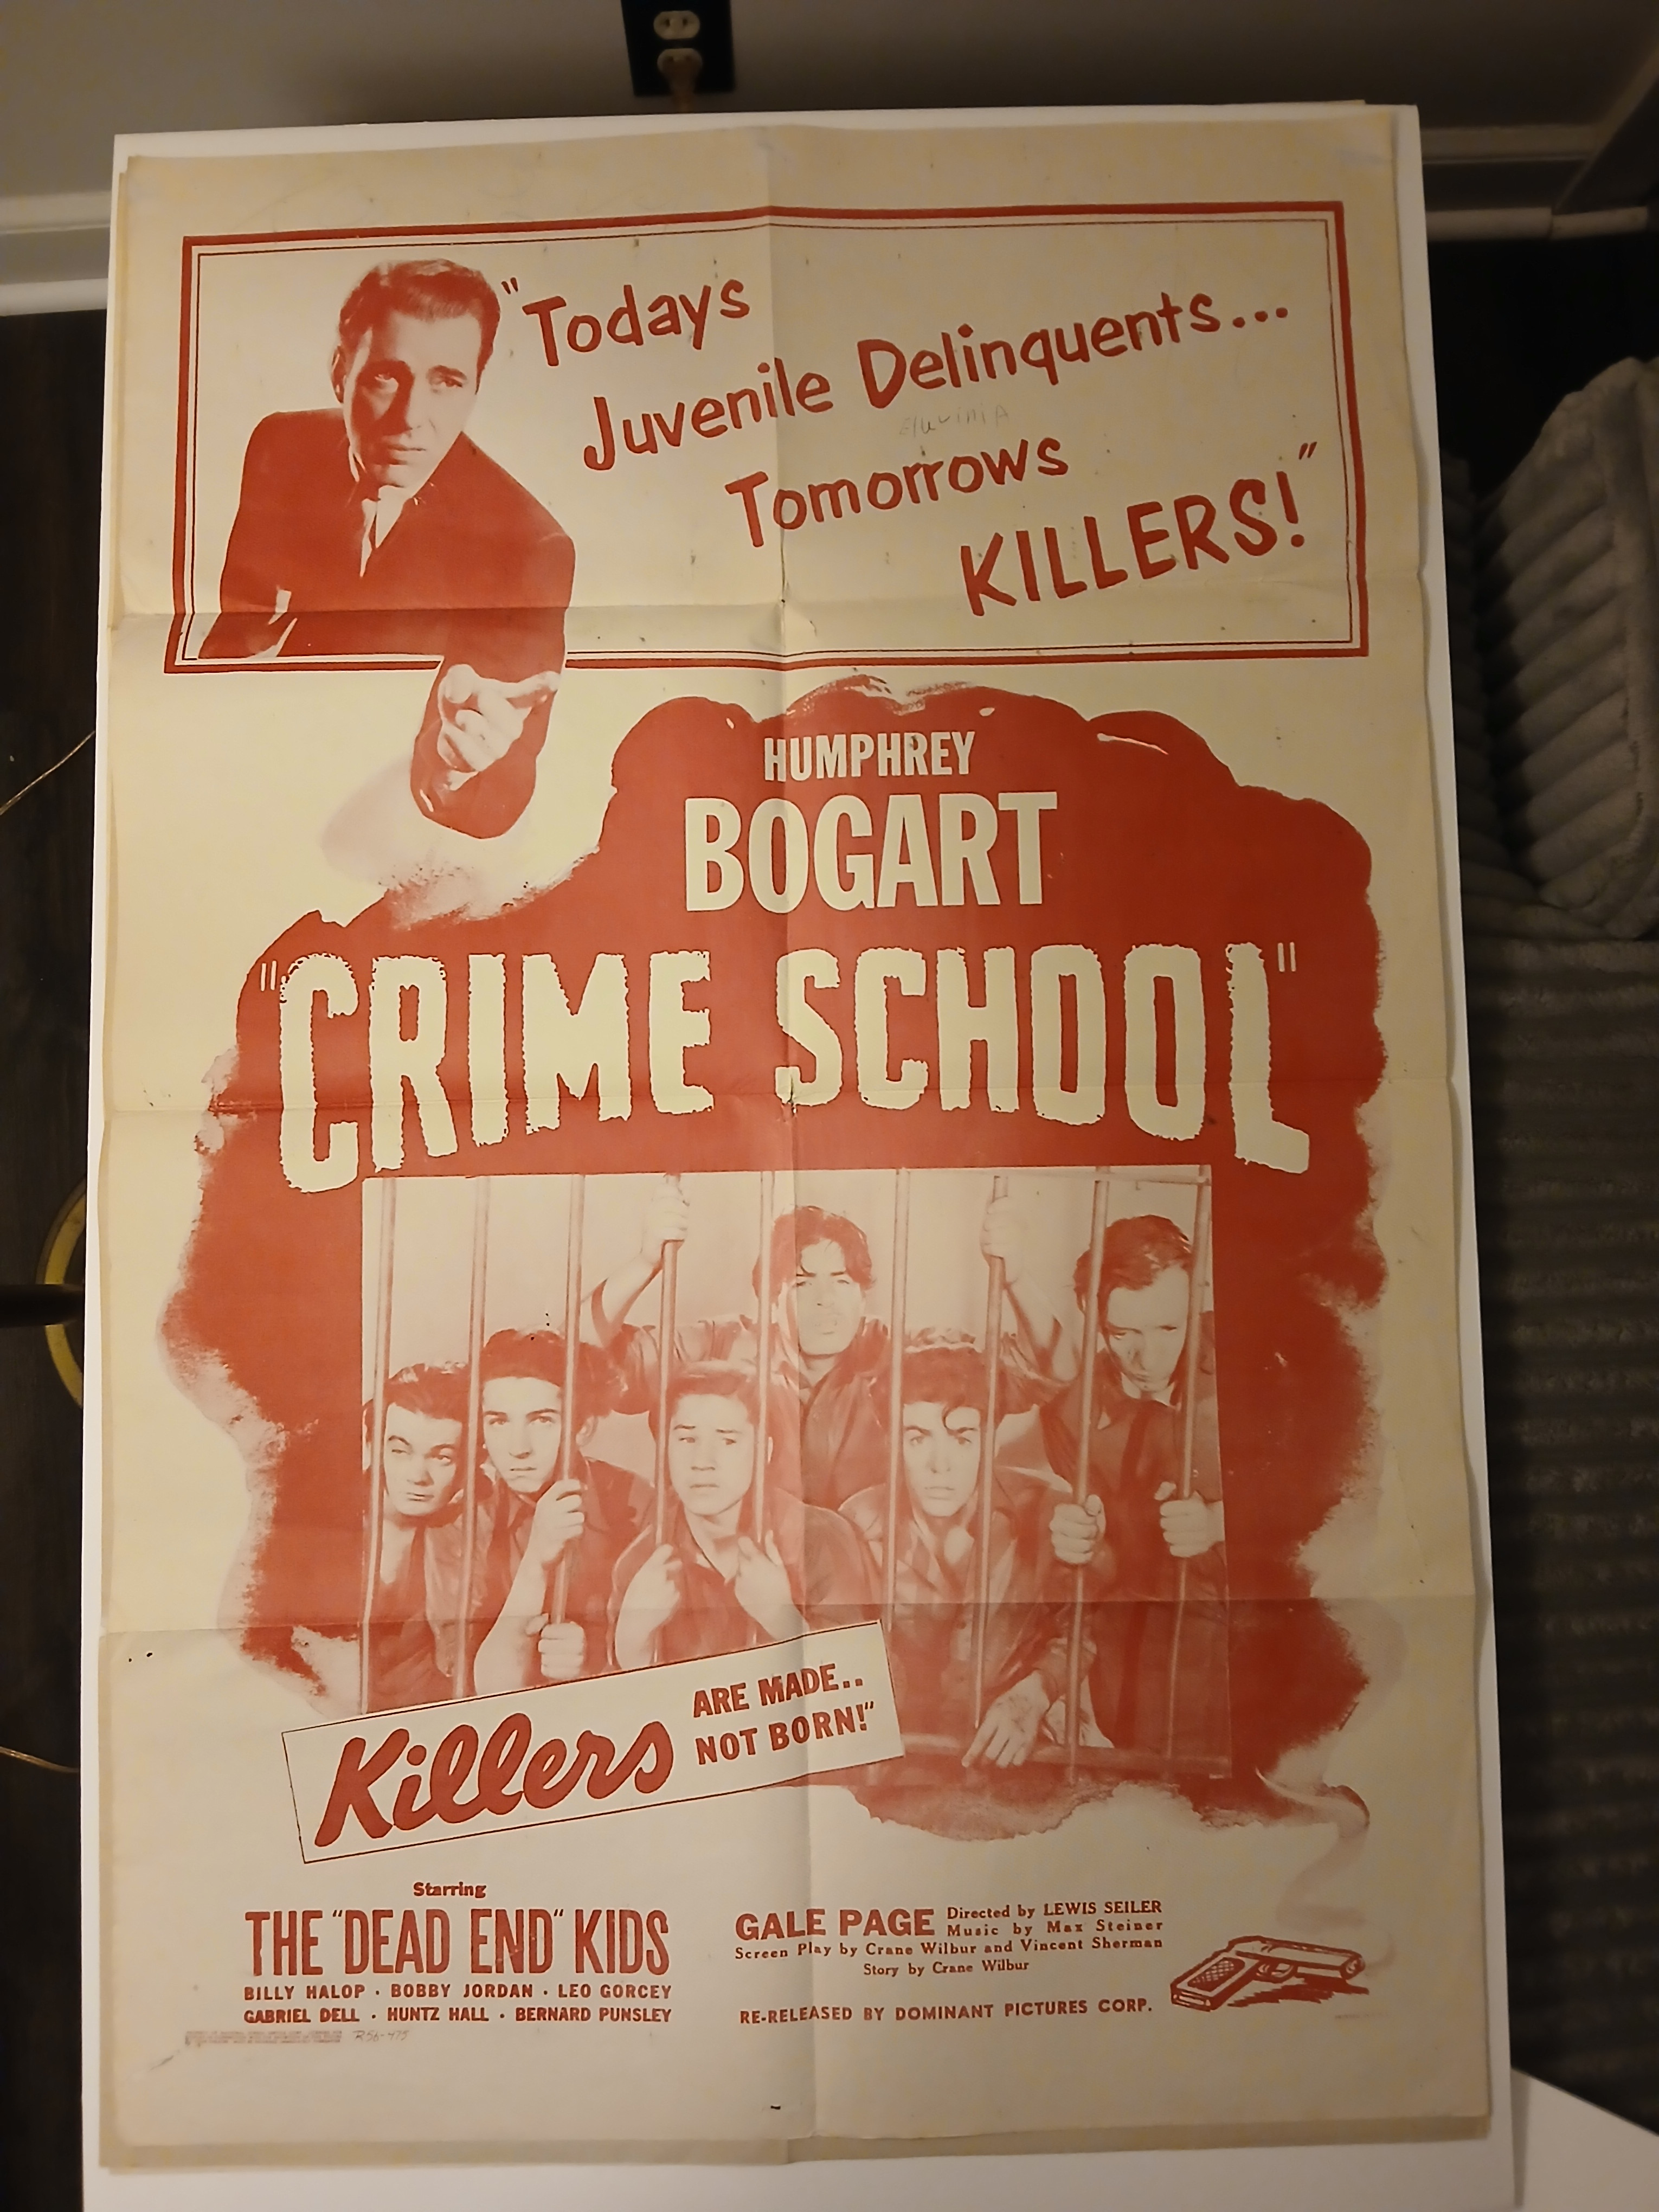 "Todays
Juvenile Delinquents...
Tomorrows
KILLERS!"
HUMPHREY
BOGART
"CRIME SCHOOL"
Killers
ARE MADE..
NOT BORN!"
Starring
THE "DEAD END" KIDS
BILLY HALOP · BOBBY JORDAN · LEO GORCEY
GABRIEL DELL · HUNTZ HALL · BERNARD PUNSLEY
R56-475
GALE PAGE
Directed by LEWIS SEILER
Music by Max Steiner
Screen Play by Crane Wilbur and Vincent Sherman
Story by Crane Wilbur
RE-RELEASED BY DOMINANT PICTURES CORP.